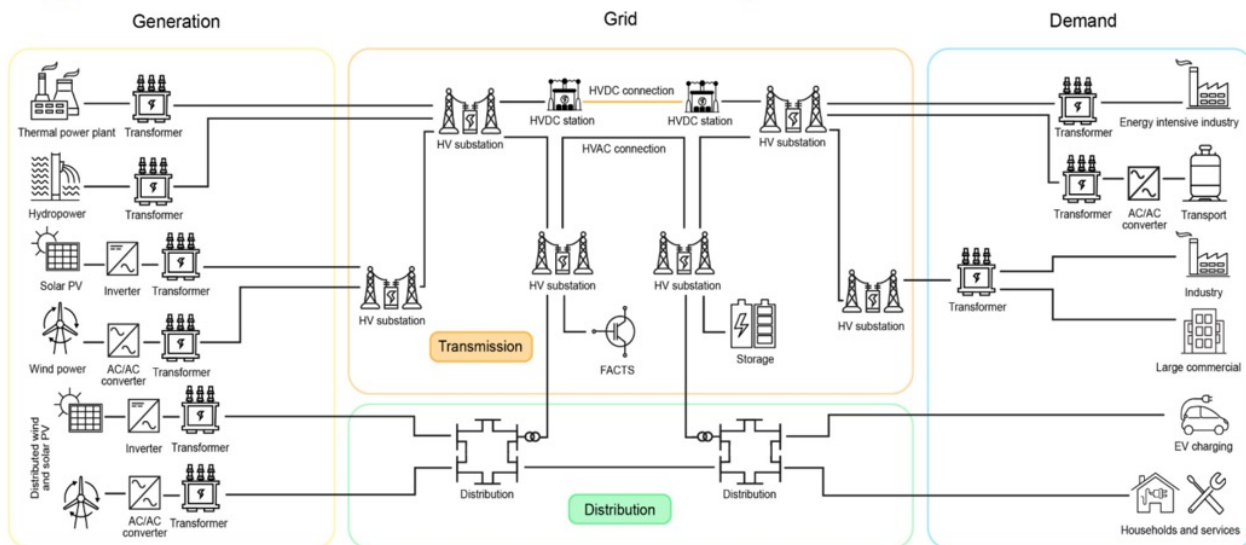 Generation
Grid
Demand
Thermal power plant
Transformer
HV substation
HVDC station
HVDC connection
HVDC station
HV substation
Transformer
Energy intensive industry
HVAC connection
Hydropower
Transformer
Transformer
AC/AC
converter
Transport
Solar PV
Inverter
Transformer
HV substation
HV substation
HV substation
HV substation
Transformer
Industry
Wind power
AC/AC
converter
Transformer
Transmission
FACTS
Storage
Large commercial
Distributed wind
and solar PV
Inverter
Transformer
EV charging
AC/AC
converter
Transformer
Distribution
Distribution
Distribution
Households and services